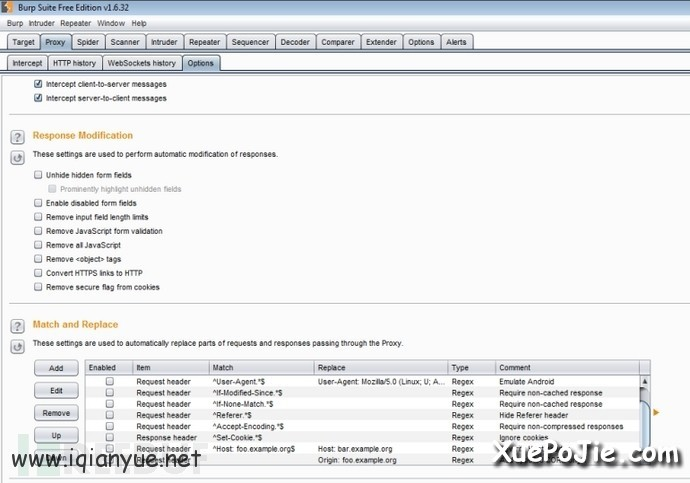 Burp Suite Free Edition v1.6.32
Burp Intruder Repeater Window Help
Target Proxy Spider Scanner Intruder Repeater Sequencer Decoder Comparer Extender Options Alerts
Intercept HTTP history WebSockets history Options
Intercept client-to-server messages
Intercept server-to-client messages
? Response Modification
These settings are used to perform automatic modification of responses.
Unhide hidden form fields
Prominently highlight unhidden fields
Enable disabled form fields
Remove input field length limits
Remove JavaScript form validation
Remove all JavaScript
Remove <object> tags
Convert HTTPS links to HTTP
Remove secure flag from cookies
? Match and Replace
These settings are used to automatically replace parts of requests and responses passing through the Proxy.
Add Enabled Item Match Replace Type Comment
Request header ^User-Agent.*$ User-Agent: Mozilla/5.0 (Linux; U; A... Regex Emulate Android
Edit Request header ^If-Modified-Since.*$ Regex Require non-cached response
Request header ^If-None-Match.*$ Regex Require non-cached response
Remove Request header ^Referer.*$ Regex Hide Referer header
Request header ^Accept-Encoding.*$ Regex Require non-compressed responses
Up Response header ^Set-Cookie.*$ Regex Ignore cookies
Request header ^Host: foo.example.org$ Host: bar.example.org Regex
Request header Origin: foo.example.org Regex
www.iqianyue.net
XuePoJie.com